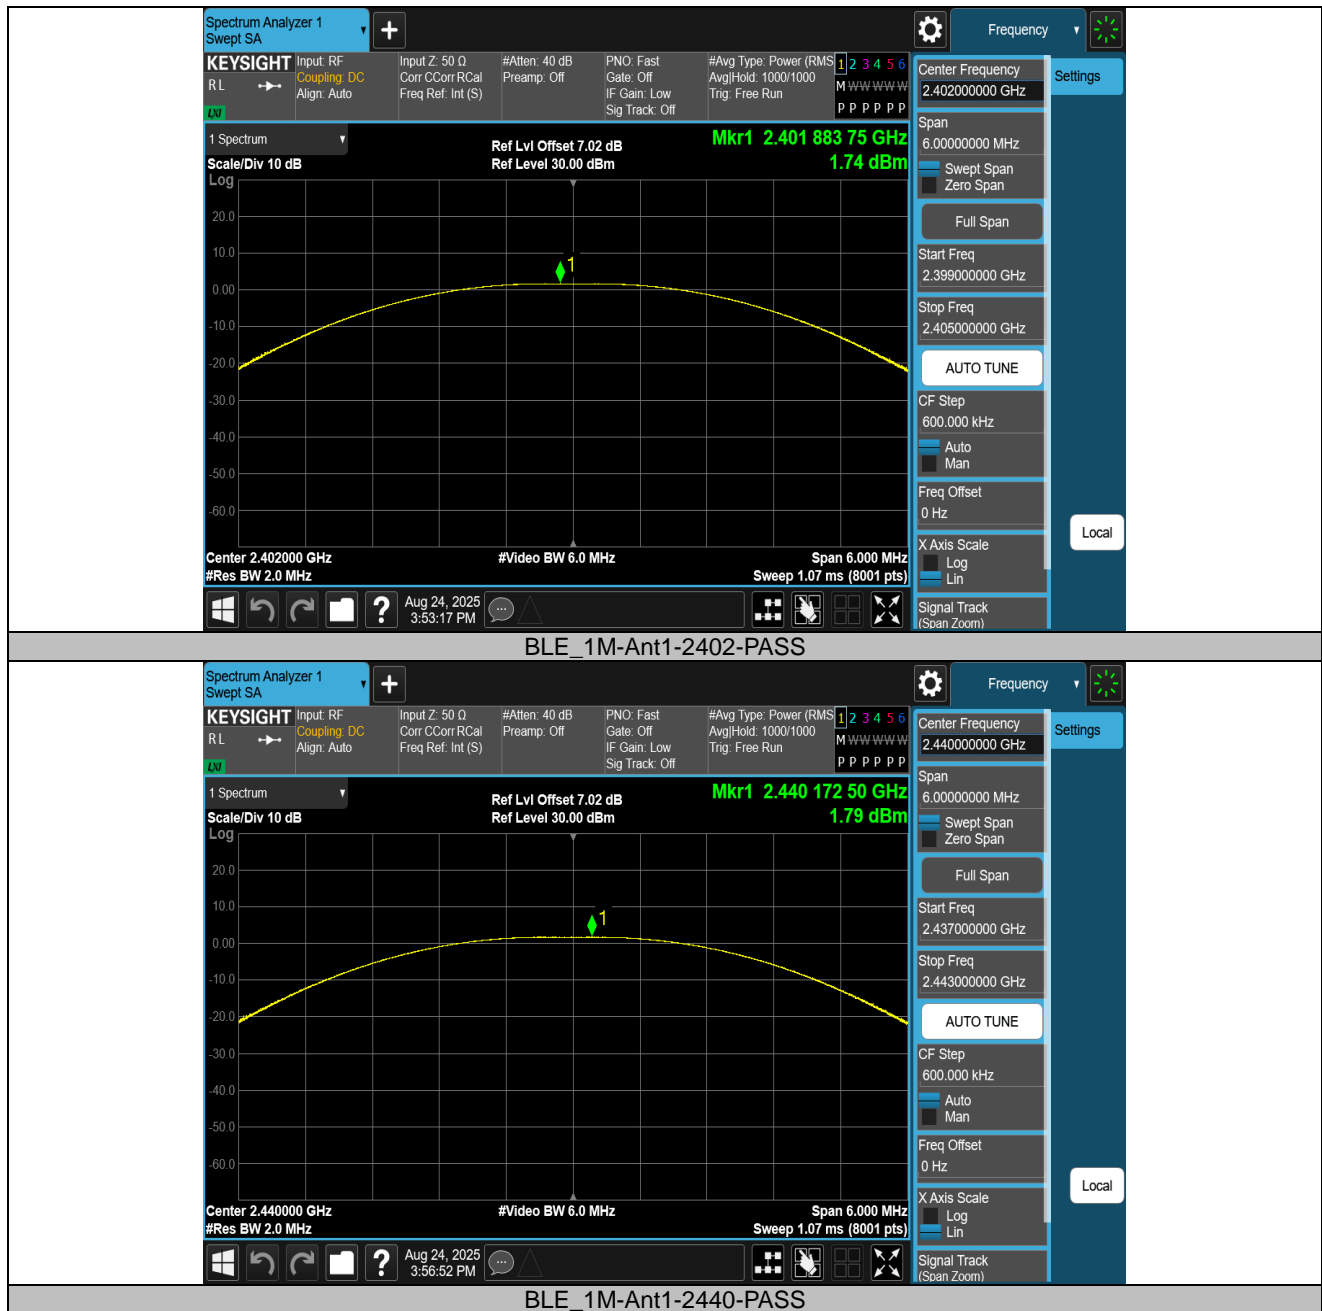 Spectrum Analyzer 1
Swept SA
Frequency
KEYSIGHT
R L
LXI
Input: RF
Coupling: DC
Align: Auto
Input Z: 50 Ω
Corr CCorr RCal
Freq Ref: Int (S)
#Atten: 40 dB
Preamp: Off
PNO: Fast
Gate: Off
IF Gain: Low
Sig Track: Off
#Avg Type: Power (RMS
Avg|Hold: 1000/1000
Trig: Free Run
1 2 3 4 5 6
M W W W W W
P P P P P P
Center Frequency
2.402000000 GHz
Settings
Span
6.00000000 MHz
Swept Span
Zero Span
Full Span
Start Freq
2.399000000 GHz
Stop Freq
2.405000000 GHz
AUTO TUNE
CF Step
600.000 kHz
Auto
Man
Freq Offset
0 Hz
X Axis Scale
Log
Lin
Signal Track
(Span Zoom)
Local
1 Spectrum
Scale/Div 10 dB
Ref Lvl Offset 7.02 dB
Ref Level 30.00 dBm
Mkr1 2.401 883 75 GHz
1.74 dBm
Log
20.0
10.0
0.00
-10.0
-20.0
-30.0
-40.0
-50.0
-60.0
1
Center 2.402000 GHz
#Video BW 6.0 MHz
Span 6.000 MHz
#Res BW 2.0 MHz
Sweep 1.07 ms (8001 pts)
?
Aug 24, 2025
3:53:17 PM
BLE_1M-Ant1-2402-PASS
Spectrum Analyzer 1
Swept SA
Frequency
KEYSIGHT
R L
LXI
Input: RF
Coupling: DC
Align: Auto
Input Z: 50 Ω
Corr CCorr RCal
Freq Ref: Int (S)
#Atten: 40 dB
Preamp: Off
PNO: Fast
Gate: Off
IF Gain: Low
Sig Track: Off
#Avg Type: Power (RMS
Avg|Hold: 1000/1000
Trig: Free Run
1 2 3 4 5 6
M W W W W W
P P P P P P
Center Frequency
2.440000000 GHz
Settings
Span
6.00000000 MHz
Swept Span
Zero Span
Full Span
Start Freq
2.437000000 GHz
Stop Freq
2.443000000 GHz
AUTO TUNE
CF Step
600.000 kHz
Auto
Man
Freq Offset
0 Hz
X Axis Scale
Log
Lin
Signal Track
(Span Zoom)
Local
1 Spectrum
Scale/Div 10 dB
Ref Lvl Offset 7.02 dB
Ref Level 30.00 dBm
Mkr1 2.440 172 50 GHz
1.79 dBm
Log
20.0
10.0
0.00
-10.0
-20.0
-30.0
-40.0
-50.0
-60.0
1
Center 2.440000 GHz
#Video BW 6.0 MHz
Span 6.000 MHz
#Res BW 2.0 MHz
Sweep 1.07 ms (8001 pts)
?
Aug 24, 2025
3:56:52 PM
BLE_1M-Ant1-2440-PASS